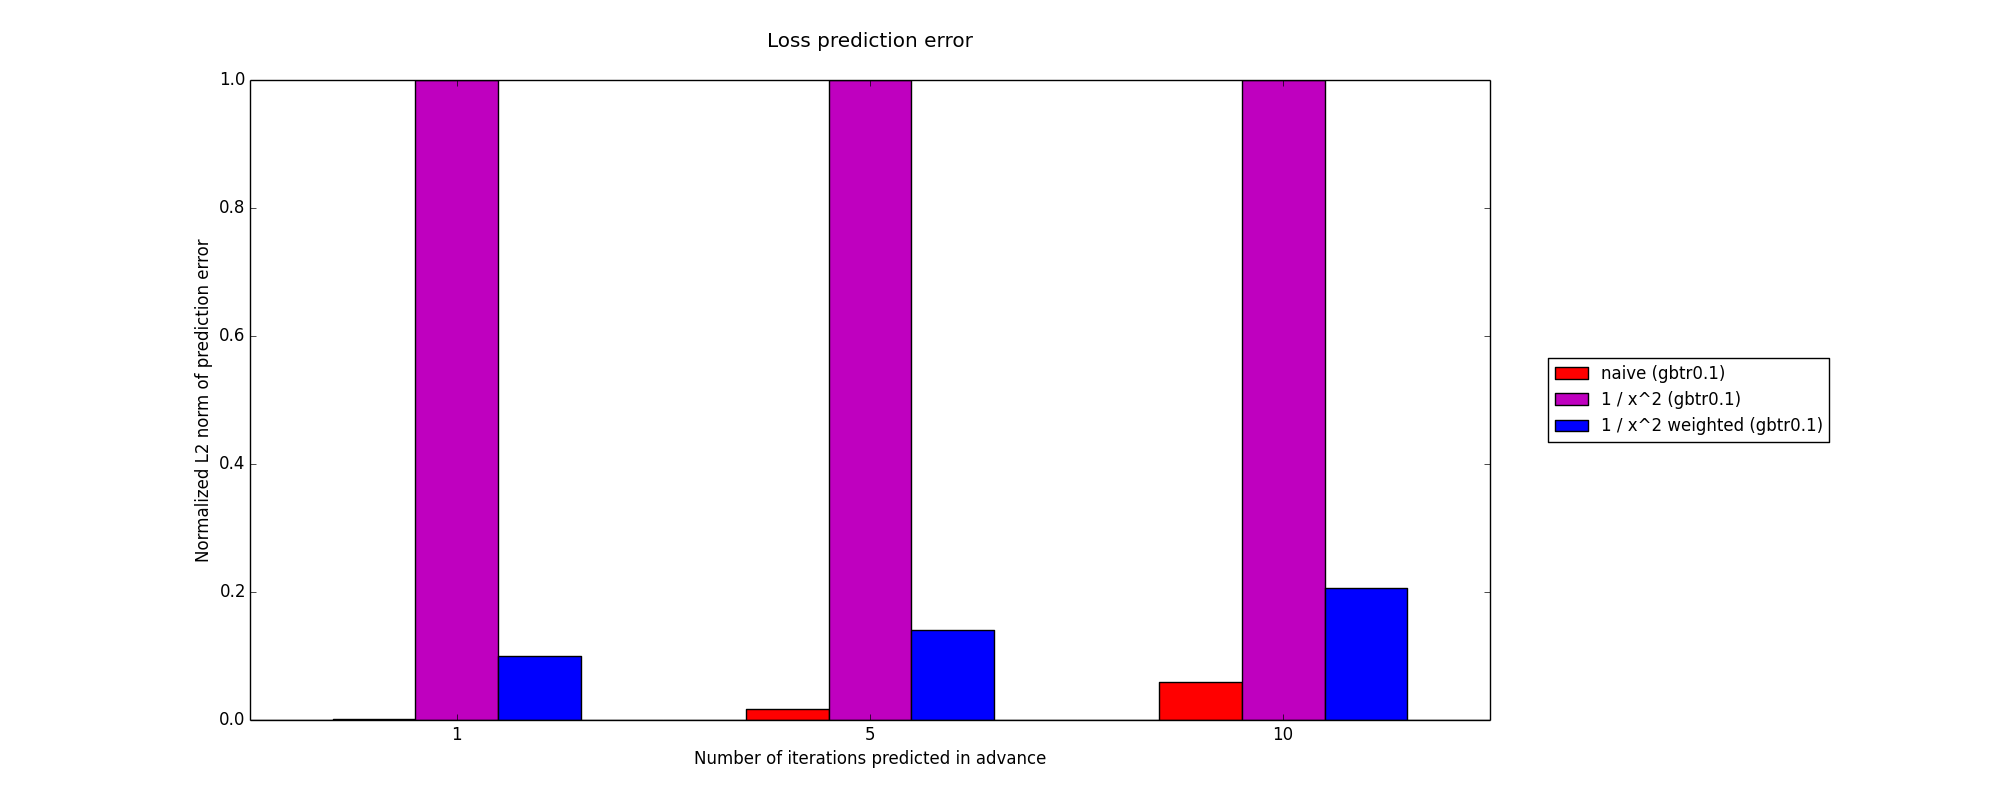 Loss prediction error
1.0
0.8
0.6
0.4
0.2
0.0
Normalized L2 norm of prediction error
1 5 10
Number of iterations predicted in advance
naive (gbtr0.1)
1 / x^2 (gbtr0.1)
1 / x^2 weighted (gbtr0.1)